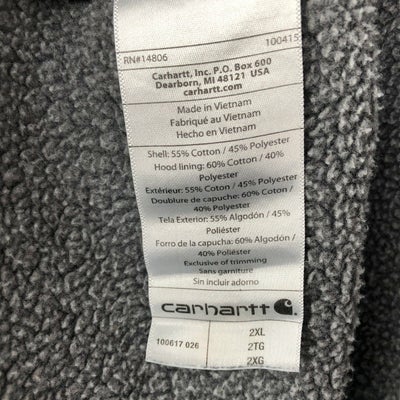 RN#14806 100415
Carhartt, Inc. P.O. Box 600
Dearborn, MI 48121 USA
carhartt.com
Made in Vietnam
Fabriqué au Vietnam
Hecho en Vietnam
Shell: 55% Cotton / 45% Polyester
Hood lining: 60% Cotton / 40%
Polyester
Extérieur: 55% Coton / 45% Polyester
Doublure de capuche: 60% Coton /
40% Polyester
Tela Exterior: 55% Algodón / 45%
Poliéster
Forro de la capucha: 60% Algodón /
40% Poliéster
Exclusive of trimming
Sans garniture
Sin incluir adorno
carhartt
100617 026
2XL
2TG
2XG